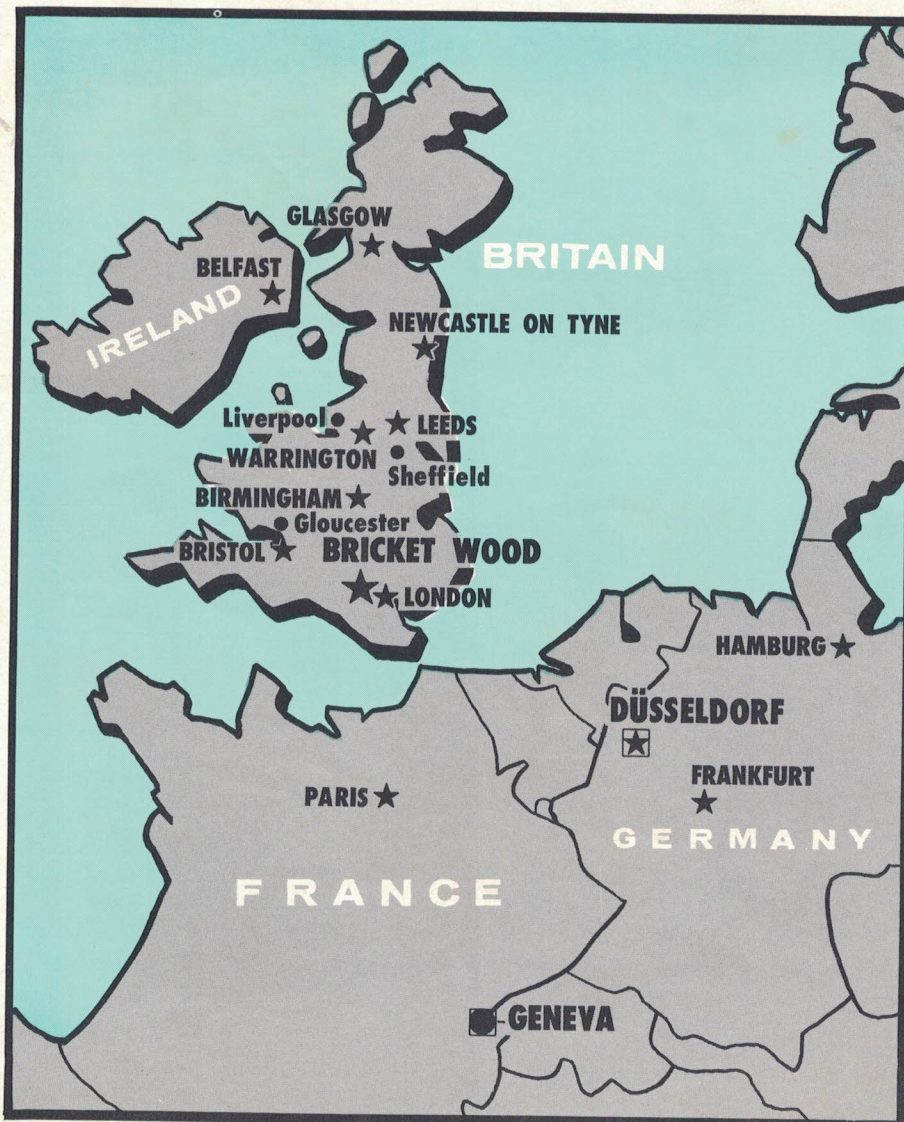 GLASGOW
BRITAIN
BELFAST
IRELAND
NEWCASTLE ON TYNE
Liverpool
LEEDS
WARRINGTON
Sheffield
BIRMINGHAM
Gloucester
BRISTOL
BRICKET WOOD
LONDON
HAMBURG
DÜSSELDORF
FRANKFURT
PARIS
GERMANY
FRANCE
GENEVA